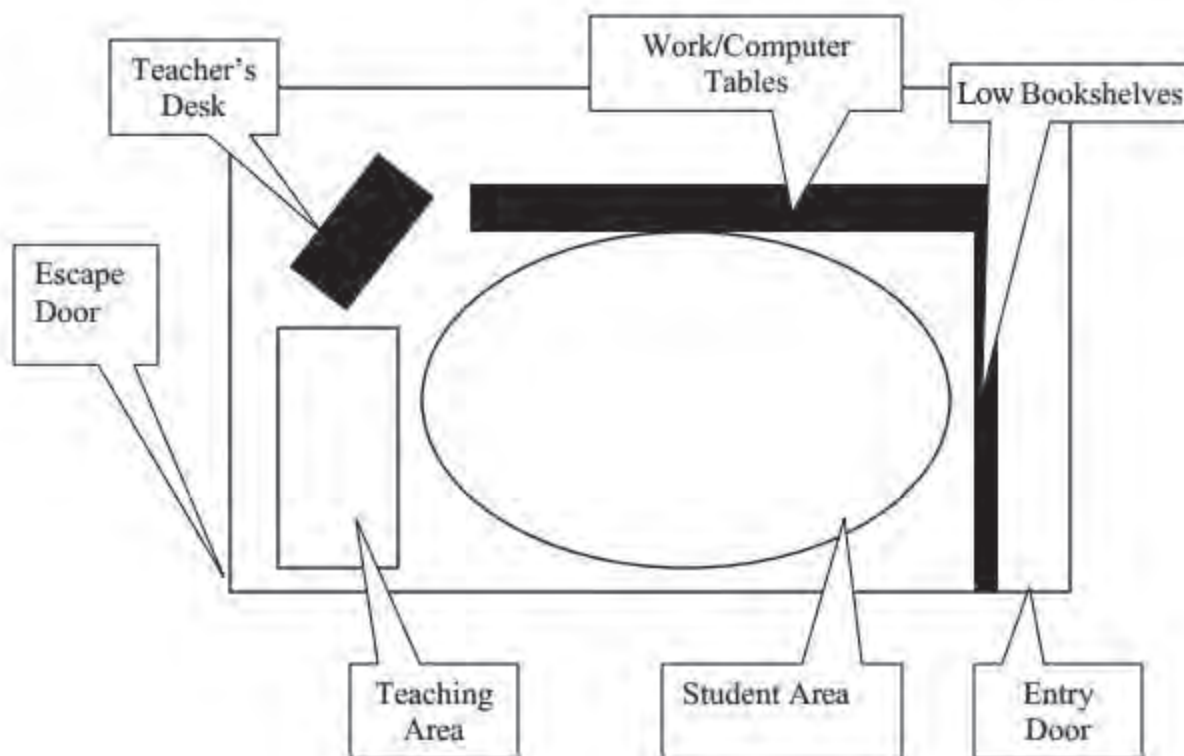 Teacher’s
Desk
Work/Computer
Tables
Low Bookshelves
Escape
Door
Teaching
Area
Student Area
Entry
Door